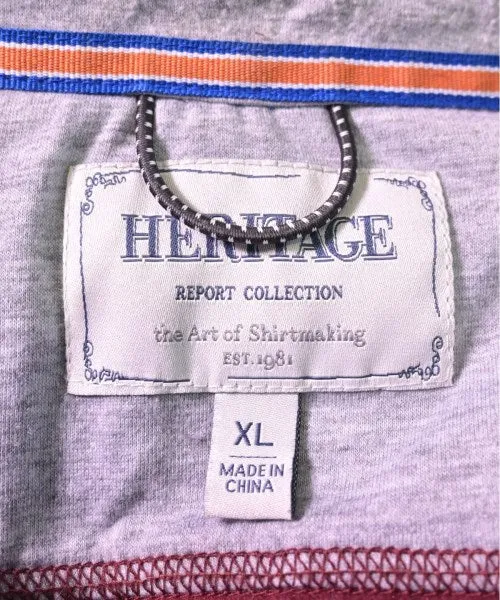 HERITAGE
REPORT COLLECTION
the Art of Shirtmaking
EST. 1981
XL
MADE IN
CHINA